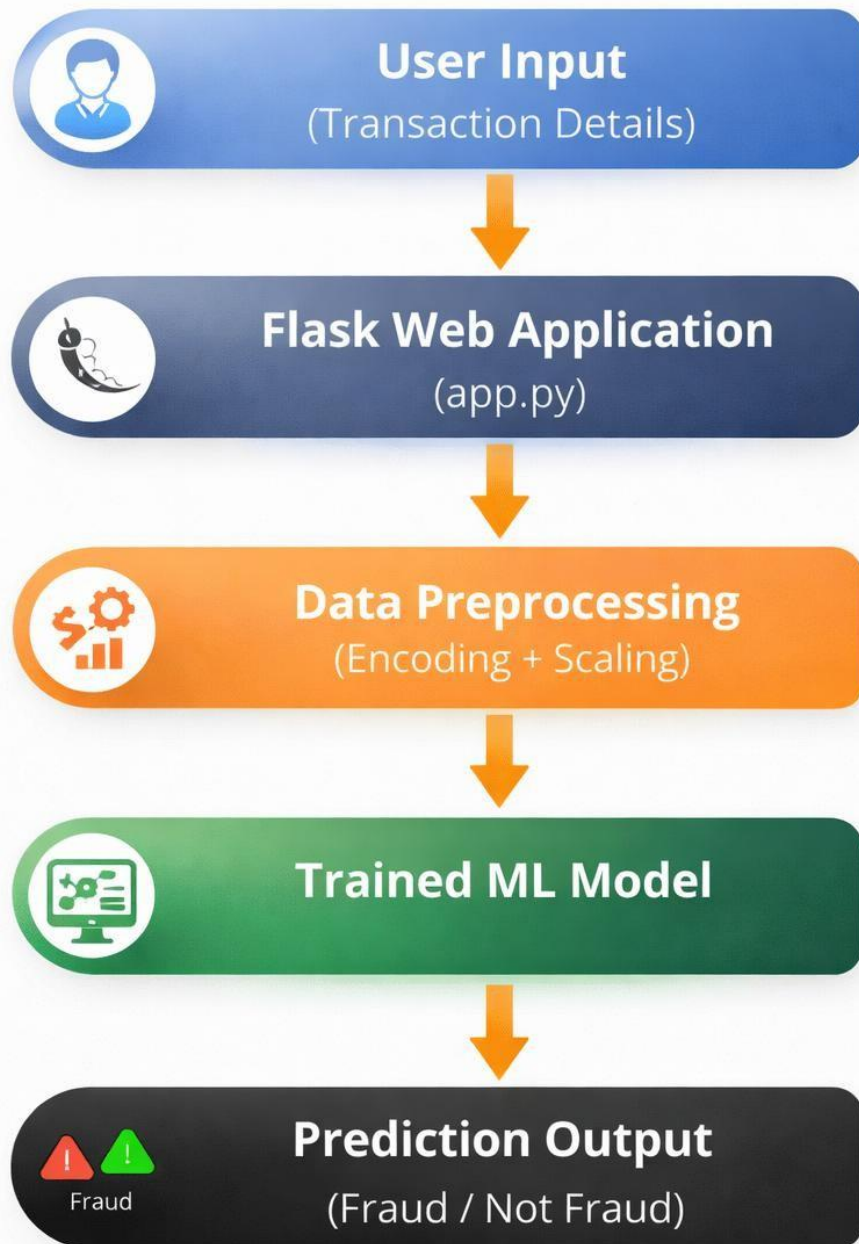 User Input
(Transaction Details)
Flask Web Application
(app.py)
Data Preprocessing
(Encoding + Scaling)
Trained ML Model
Prediction Output
! !
Fraud
(Fraud / Not Fraud)